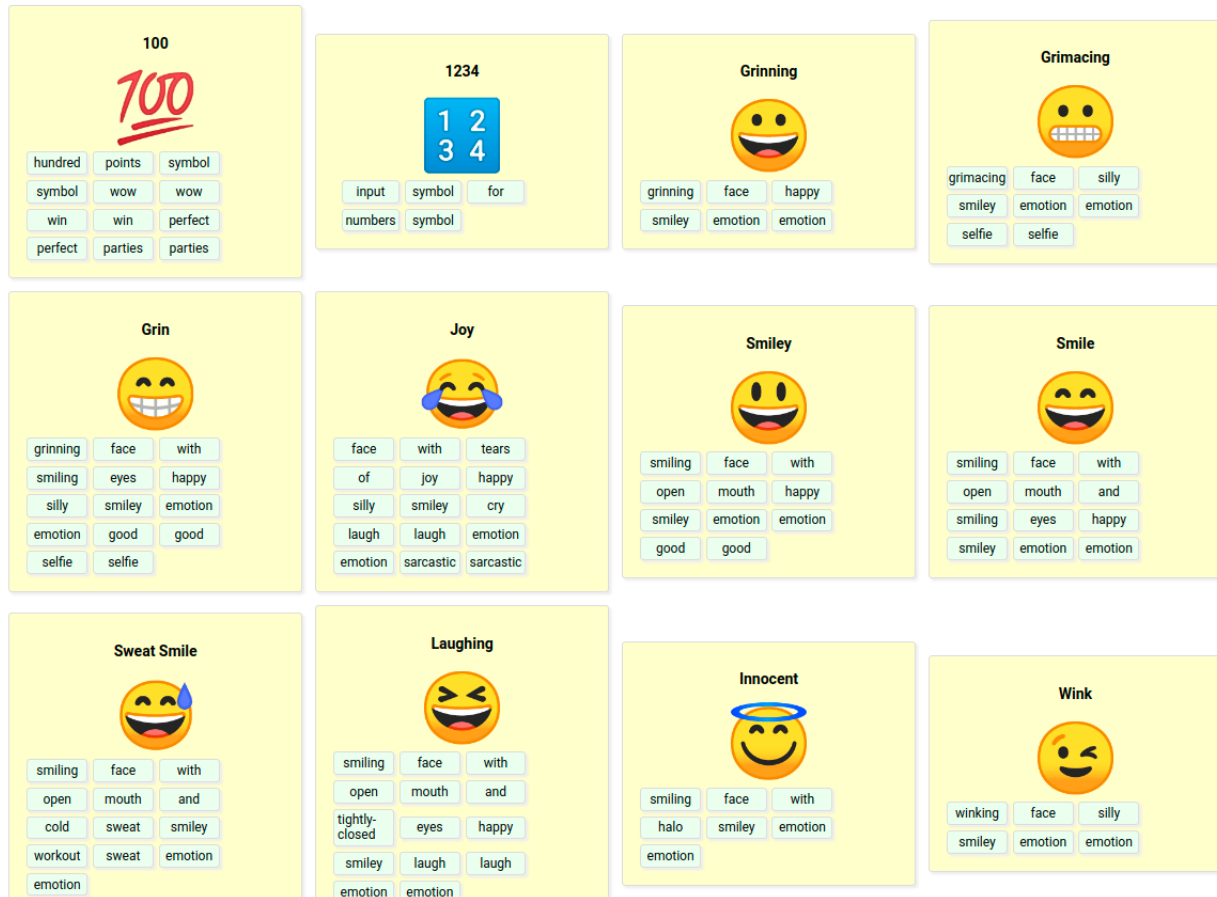 100
100
hundred points symbol
symbol wow wow
win win perfect
perfect parties parties
1234
1 2
3 4
input symbol for
numbers symbol
Grinning
grinning face happy
smiley emotion emotion
Grimacing
grimacing face silly
smiley emotion emotion
selfie selfie
Grin
grinning face with
smiling eyes happy
silly smiley emotion
emotion good good
selfie selfie
Joy
face with tears
of joy happy
silly smiley cry
laugh laugh emotion
emotion sarcastic sarcastic
Smiley
smiling face with
open mouth happy
smiley emotion emotion
good good
Smile
smiling face with
open mouth and
smiling eyes happy
smiley emotion emotion
Sweat Smile
smiling face with
open mouth and
cold sweat smiley
workout sweat emotion
emotion
Laughing
smiling face with
open mouth and
tightly-
closed eyes happy
smiley laugh laugh
emotion emotion
Innocent
smiling face with
halo smiley emotion
emotion
Wink
winking face silly
smiley emotion emotion